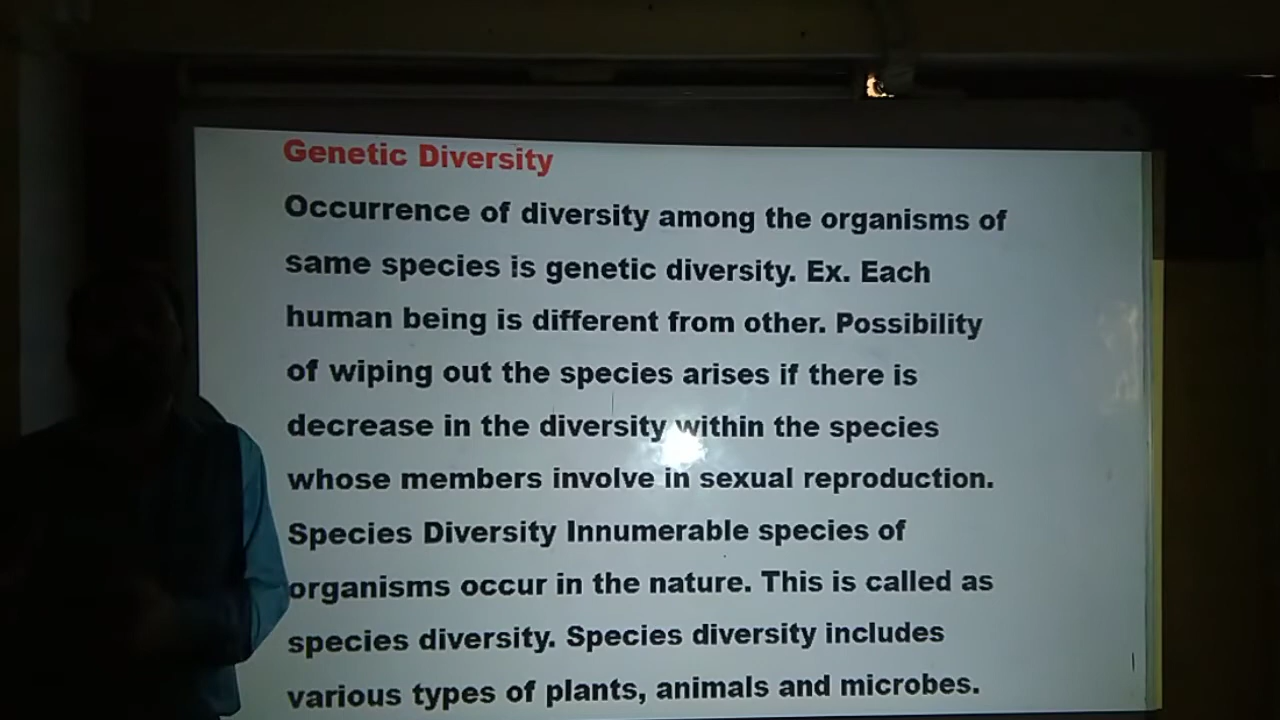 Genetic Diversity
Occurrence of diversity among the organisms of
same species is genetic diversity. Ex. Each
human being is different from other. Possibility
of wiping out the species arises if there is
decrease in the diversity within the species
whose members involve in sexual reproduction.
Species Diversity Innumerable species of
organisms occur in the nature. This is called as
species diversity. Species diversity includes
various types of plants, animals and microbes.